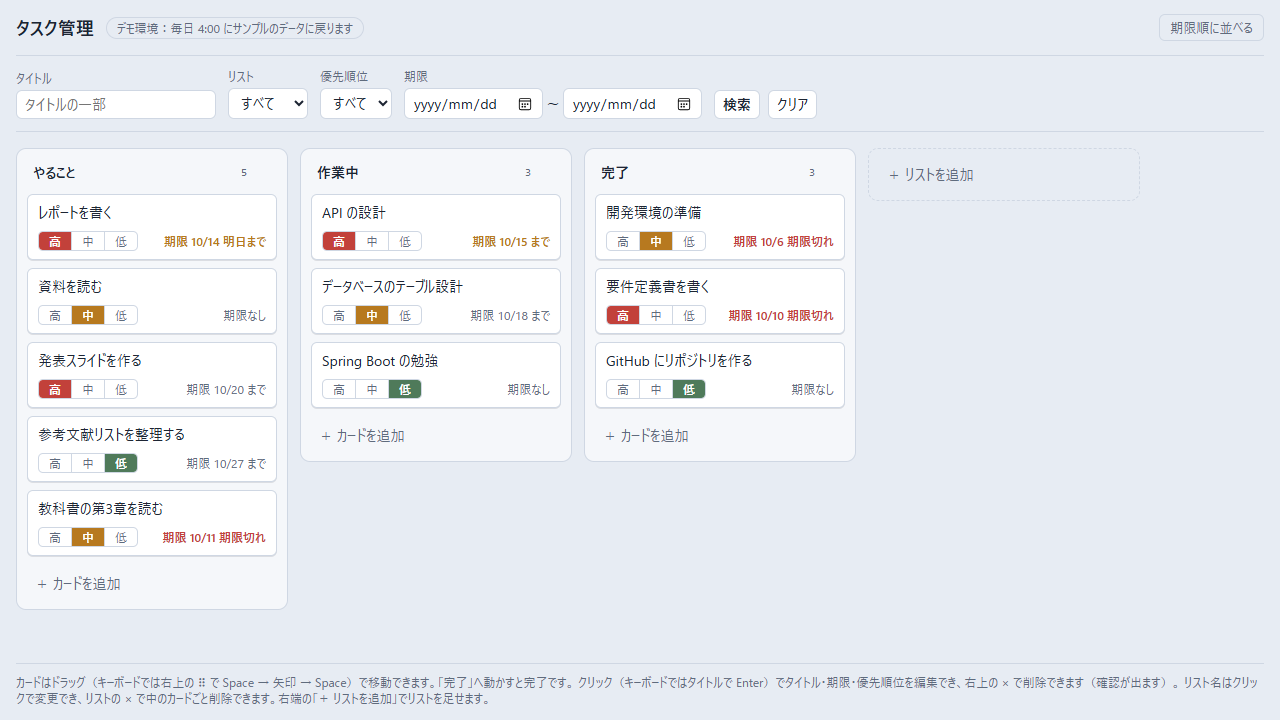 タスク管理
デモ環境：毎日 4:00 にサンプルのデータに戻ります
期限順に並べる
タイトル
リスト
優先順位
期限
タイトルの一部
すべて
すべて
yyyy/mm/dd
～
yyyy/mm/dd
検索
クリア
やること
5
レポートを書く
高 中 低 期限 10/14 明日まで
資料を読む
高 中 低 期限なし
発表スライドを作る
高 中 低 期限 10/20 まで
参考文献リストを整理する
高 中 低 期限 10/27 まで
教科書の第3章を読む
高 中 低 期限 10/11 期限切れ
＋ カードを追加
作業中
3
API の設計
高 中 低 期限 10/15 まで
データベースのテーブル設計
高 中 低 期限 10/18 まで
Spring Boot の勉強
高 中 低 期限なし
＋ カードを追加
完了
3
開発環境の準備
高 中 低 期限 10/6 期限切れ
要件定義書を書く
高 中 低 期限 10/10 期限切れ
GitHub にリポジトリを作る
高 中 低 期限なし
＋ カードを追加
＋ リストを追加
カードはドラッグ（キーボードでは右上の ⠿ で Space → 矢印 → Space）で移動できます。「完了」へ動かすと完了です。クリック（キーボードではタイトルで Enter）でタイトル・期限・優先順位を編集でき、右上の × で削除できます（確認が出ます）。リスト名はクリッ
クで変更でき、リストの × で中のカードごと削除できます。右端の「＋ リストを追加」でリストを足せます。